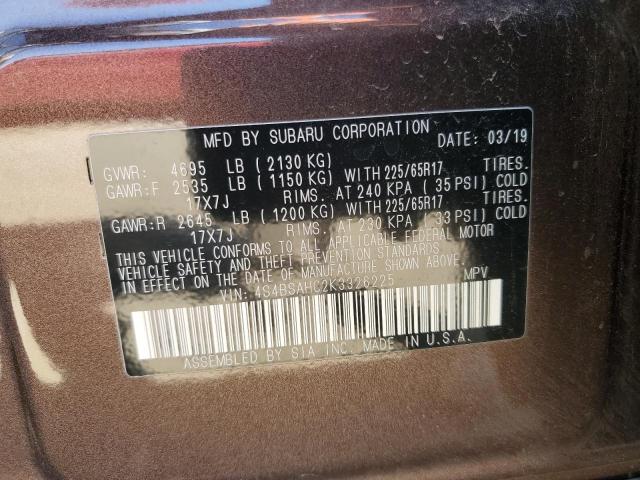 MFD BY SUBARU CORPORATION DATE: 03/19
GVWR: 4695 LB (2130 KG)
GAWR:F 2535 LB (1150 KG) WITH 225/65R17 TIRES.
17X7J RIMS. AT 240 KPA (35 PSI) COLD
GAWR:R 2645 LB (1200 KG) WITH 225/65R17 TIRES.
17X7J RIMS. AT 230 KPA (33 PSI) COLD
THIS VEHICLE CONFORMS TO ALL APPLICABLE FEDERAL MOTOR
VEHICLE SAFETY AND THEFT PREVENTION STANDARDS
IN EFFECT ON THE DATE OF MANUFACTURE SHOWN ABOVE.
VIN: 4S4BSAHC2K3326225 MPV
ASSEMBLED BY SIA INC. MADE IN U.S.A.